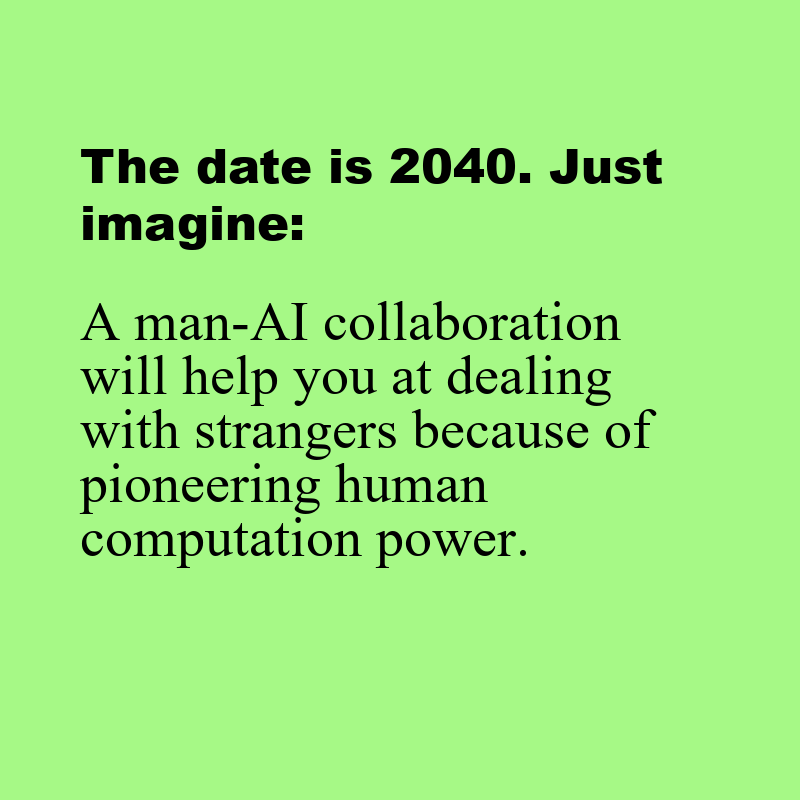 The date is 2040. Just
imagine:
A man-AI collaboration
will help you at dealing
with strangers because of
pioneering human
computation power.